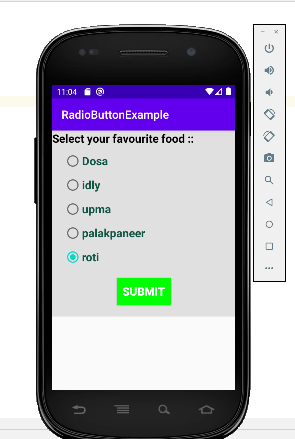 11:04
RadioButtonExample
Select your favourite food ::
Dosa
idly
upma
palakpaneer
roti
SUBMIT